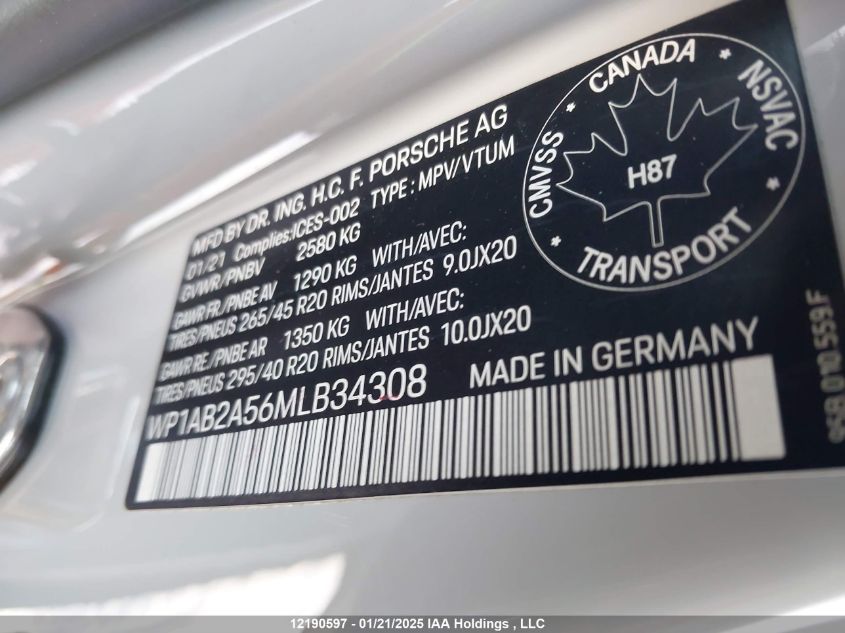 MFD BY DR. ING. H.C. F. PORSCHE AG
01/21 Complies:ICES-002 TYPE : MPV/VTUM
GVWR/PNBV 2580 KG
GAWR FR./PNBE AV 1290 KG WITH/AVEC:
TIRES/PNEUS 265/45 R20 RIMS/JANTES 9.0JX20
GAWR RE./PNBE AR 1350 KG WITH/AVEC:
TIRES/PNEUS 295/40 R20 RIMS/JANTES 10.0JX20
WP1AB2A56MLB34308 MADE IN GERMANY
CMVSS * CANADA * NSVAC
H87
* TRANSPORT *
95B.010.559.F
12190597 - 01/21/2025 IAA Holdings , LLC